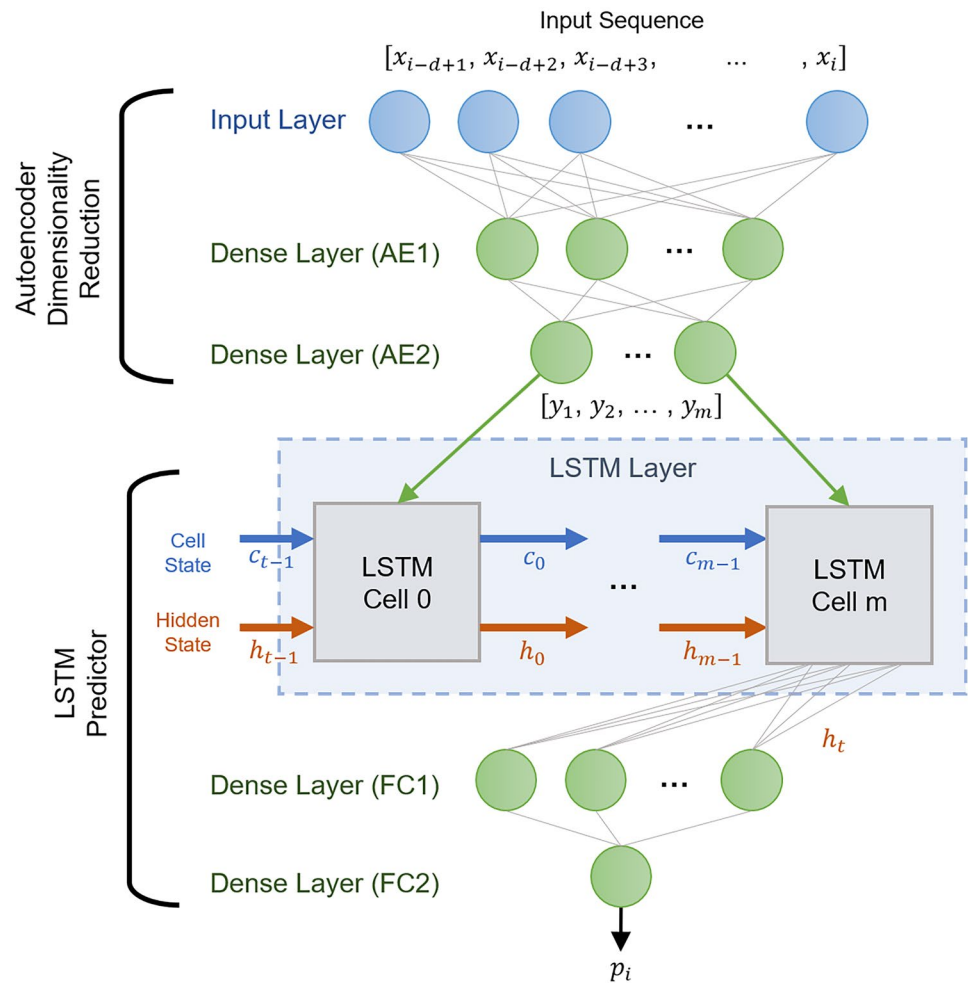 Input Sequence
[x_{i-d+1}, x_{i-d+2}, x_{i-d+3}, ... , x_i]
Input Layer
...
Autoencoder
Dimensionality
Reduction
Dense Layer (AE1)
...
Dense Layer (AE2)
...
[y_1, y_2, ... , y_m]
LSTM Layer
LSTM
Predictor
Cell
State
c_{t-1}
Hidden
State
h_{t-1}
LSTM
Cell 0
c_0
h_0
...
c_{m-1}
h_{m-1}
LSTM
Cell m
h_t
Dense Layer (FC1)
...
Dense Layer (FC2)
p_i